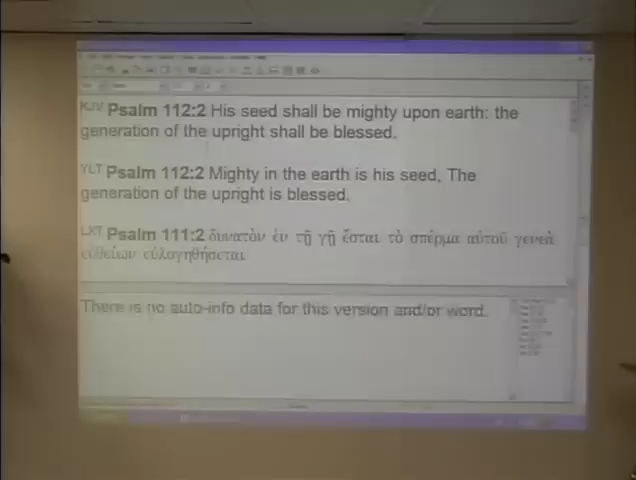 KJV Psalm 112:2 His seed shall be mighty upon earth: the
generation of the upright shall be blessed.
YLT Psalm 112:2 Mighty in the earth is his seed, The
generation of the upright is blessed.
LXT Psalm 111:2 δυνατὸν ἐν τῇ γῇ ἔσται τὸ σπέρμα αὐτοῦ γενεὰ
εὐθείων εὐλογηθήσεται
There is no auto-info data for this version and/or word.